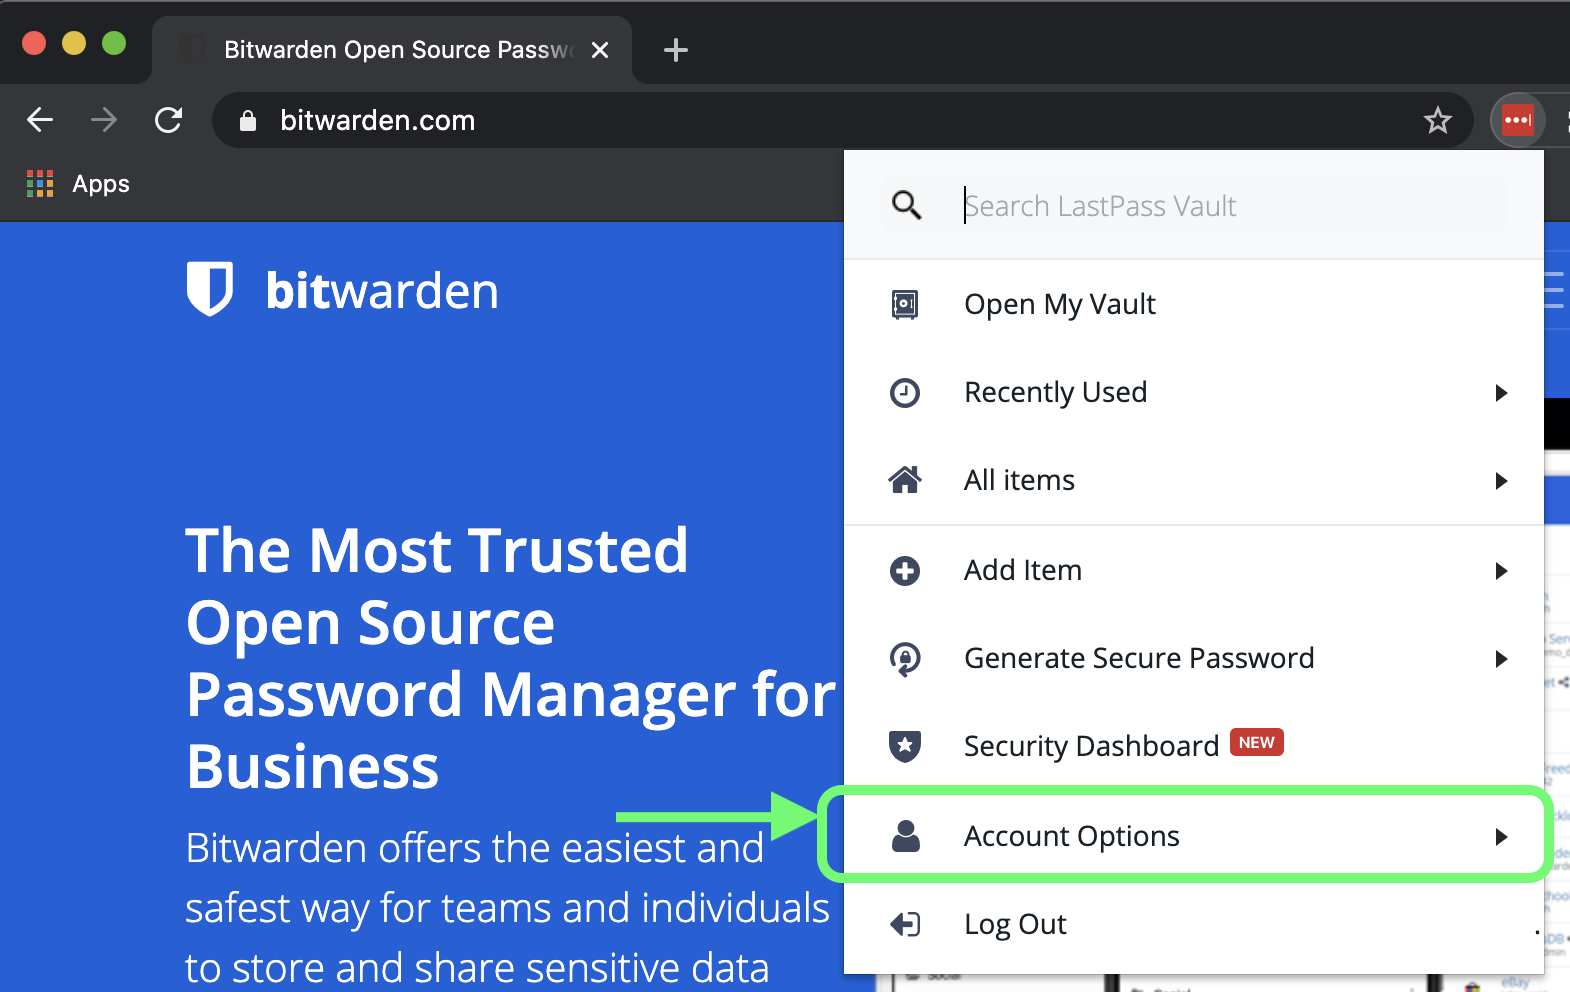 Bitwarden Open Source Passw
bitwarden.com
Apps
Search LastPass Vault
bitwarden
Open My Vault
Recently Used
All items
The Most Trusted
Open Source
Password Manager for
Business
Add Item
Generate Secure Password
Security Dashboard NEW
Bitwarden offers the easiest and
safest way for teams and individuals
to store and share sensitive data
Account Options
Log Out
eBay